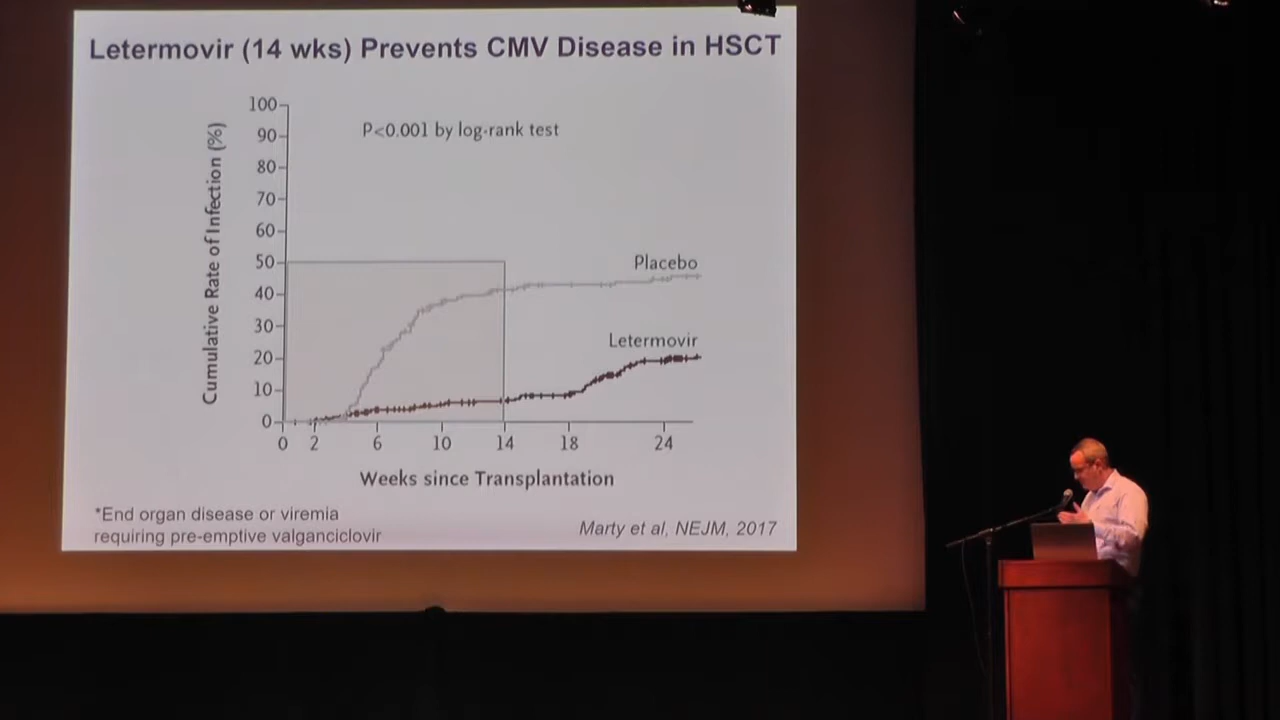 Letermovir (14 wks) Prevents CMV Disease in HSCT
100
90
80
70
60
50
40
30
20
10
0
Cumulative Rate of Infection (%)
P<0.001 by log-rank test
Placebo
Letermovir
0 2 6 10 14 18 24
Weeks since Transplantation
*End organ disease or viremia
requiring pre-emptive valganciclovir
Marty et al, NEJM, 2017